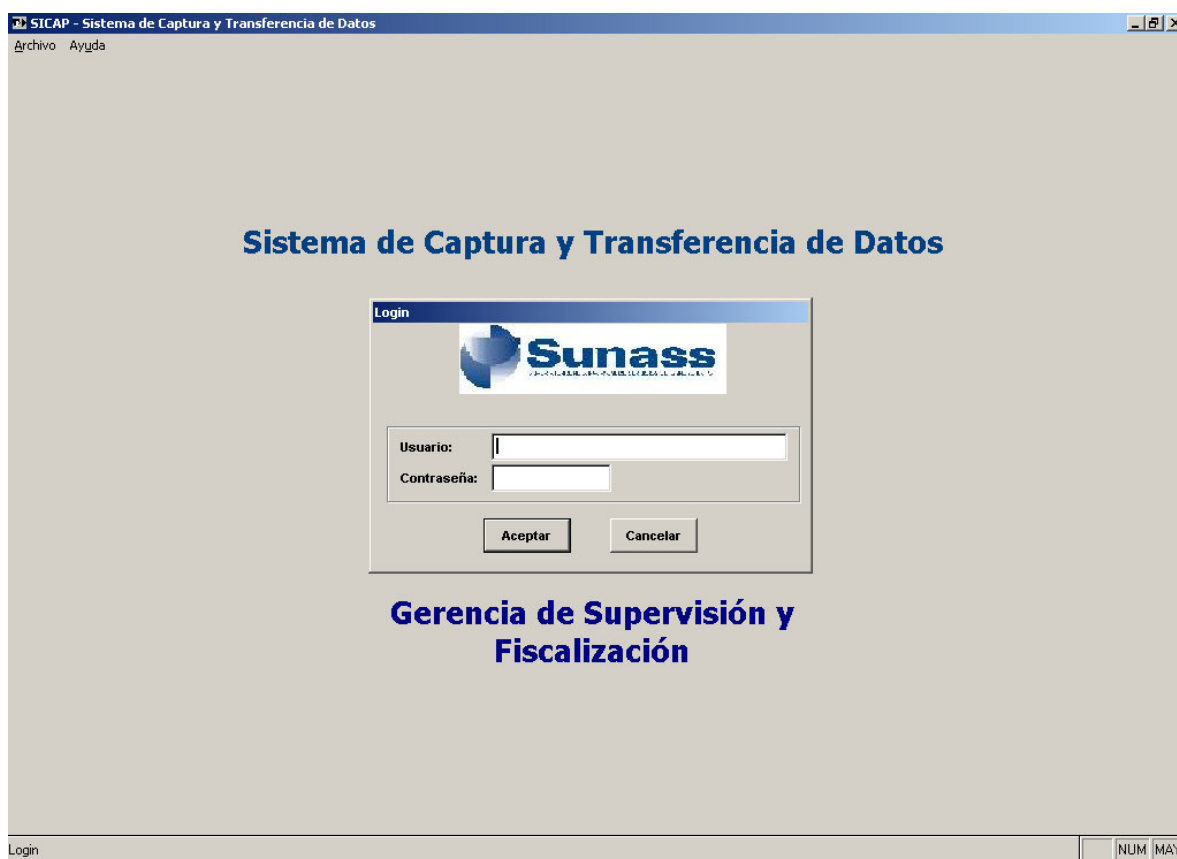 SICAP - Sistema de Captura y Transferencia de Datos
Archivo Ayuda
Sistema de Captura y Transferencia de Datos
Login
Sunass
Usuario:
Contraseña:
Aceptar Cancelar
Gerencia de Supervisión y
Fiscalización
Login NUM MAY